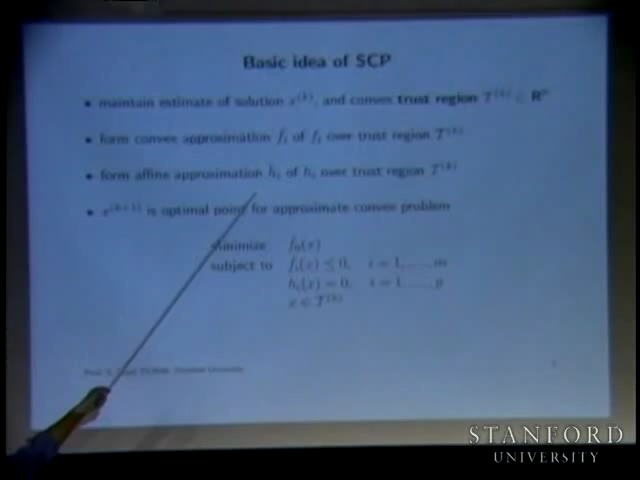 Basic idea of SCP
• maintain estimate of solution x^(k), and convex trust region T^(k) ⊂ R^n
• form convex approximation f̂_i of f_i over trust region T^(k)
• form affine approximation ĥ_i of h_i over trust region T^(k)
• x^(k+1) is optimal point for approximate convex problem
minimize f̂_0(x)
subject to f̂_i(x) ≤ 0, i = 1, ..., m
ĥ_i(x) = 0, i = 1, ..., p
x ∈ T^(k)
Stanford University
STANFORD
UNIVERSITY